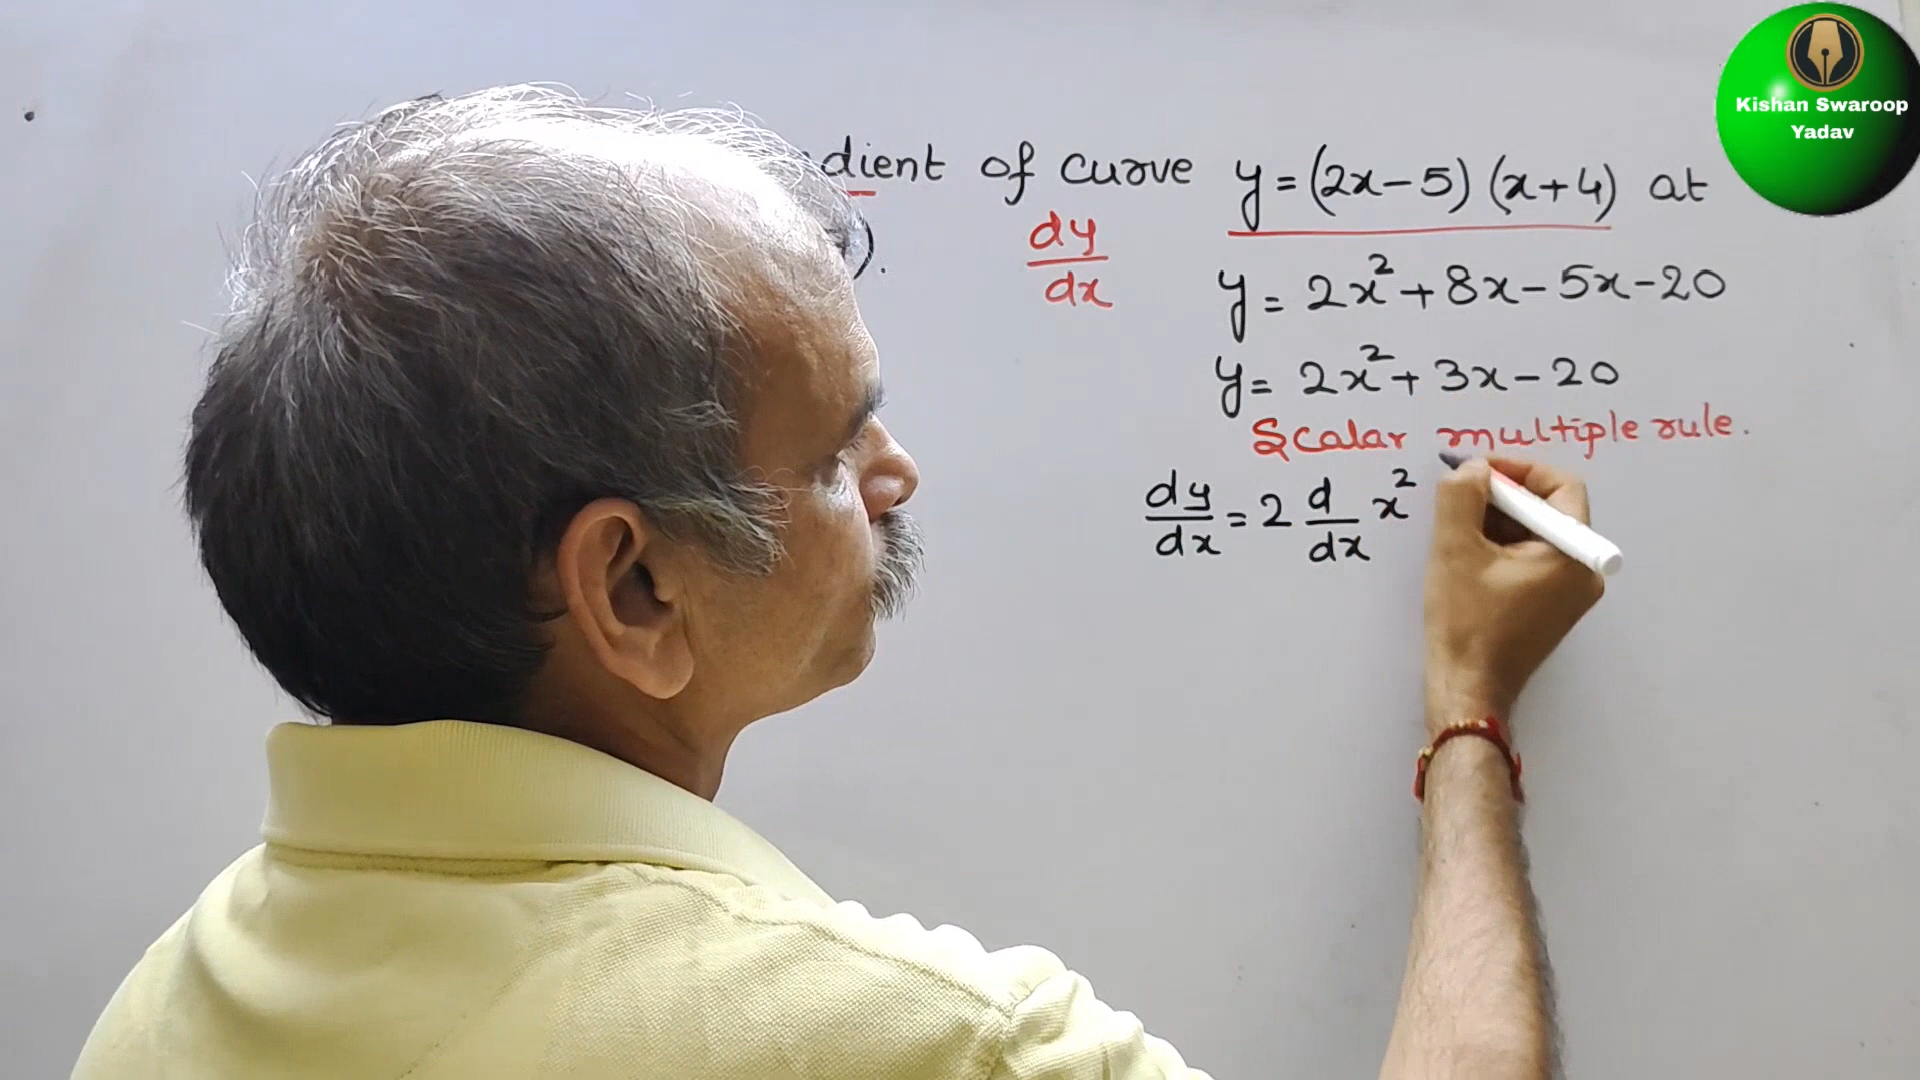 dient of curve y = (2x-5)(x+4) at
).
dy/dx
y = 2x²+8x-5x-20
y = 2x²+3x-20
Scalar multiple rule.
dy/dx = 2 d/dx x²
Kishan Swaroop
Yadav